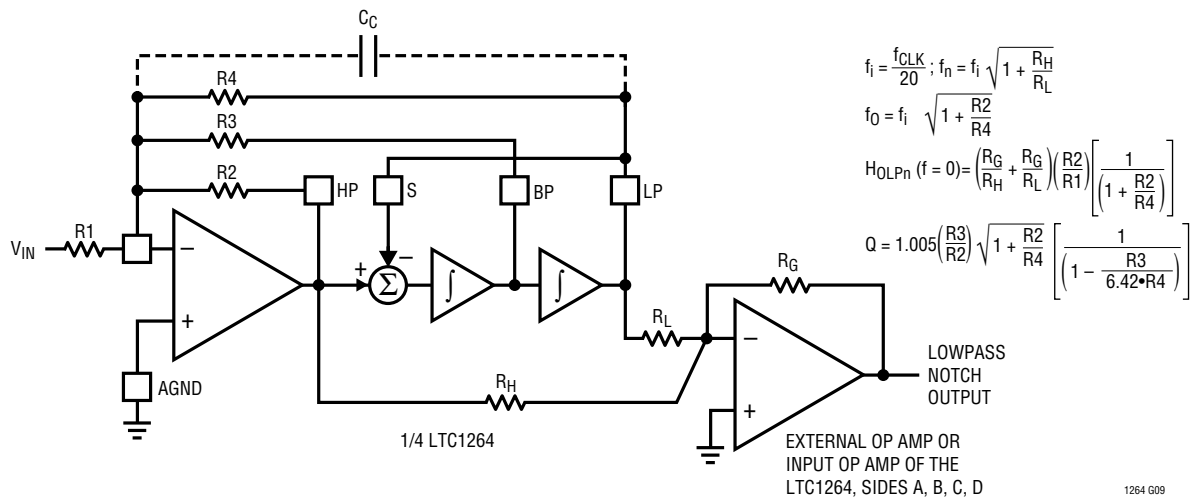 C_C
R4
R3
R2
HP
S
BP
LP
V_IN
R1
−
+
AGND
+
−
Σ
∫
∫
R_L
R_G
R_H
−
+
LOWPASS
NOTCH
OUTPUT
1/4 LTC1264
EXTERNAL OP AMP OR
INPUT OP AMP OF THE
LTC1264, SIDES A, B, C, D
f_i = f_CLK/20 ; f_n = f_i √(1 + R_H/R_L)
f_O = f_i √(1 + R2/R4)
H_OLPn (f = 0) = (R_G/R_H + R_G/R_L)(R2/R1)[1/(1 + R2/R4)]
Q = 1.005(R3/R2) √(1 + R2/R4) [1/(1 − R3/6.42•R4)]
1264 G09